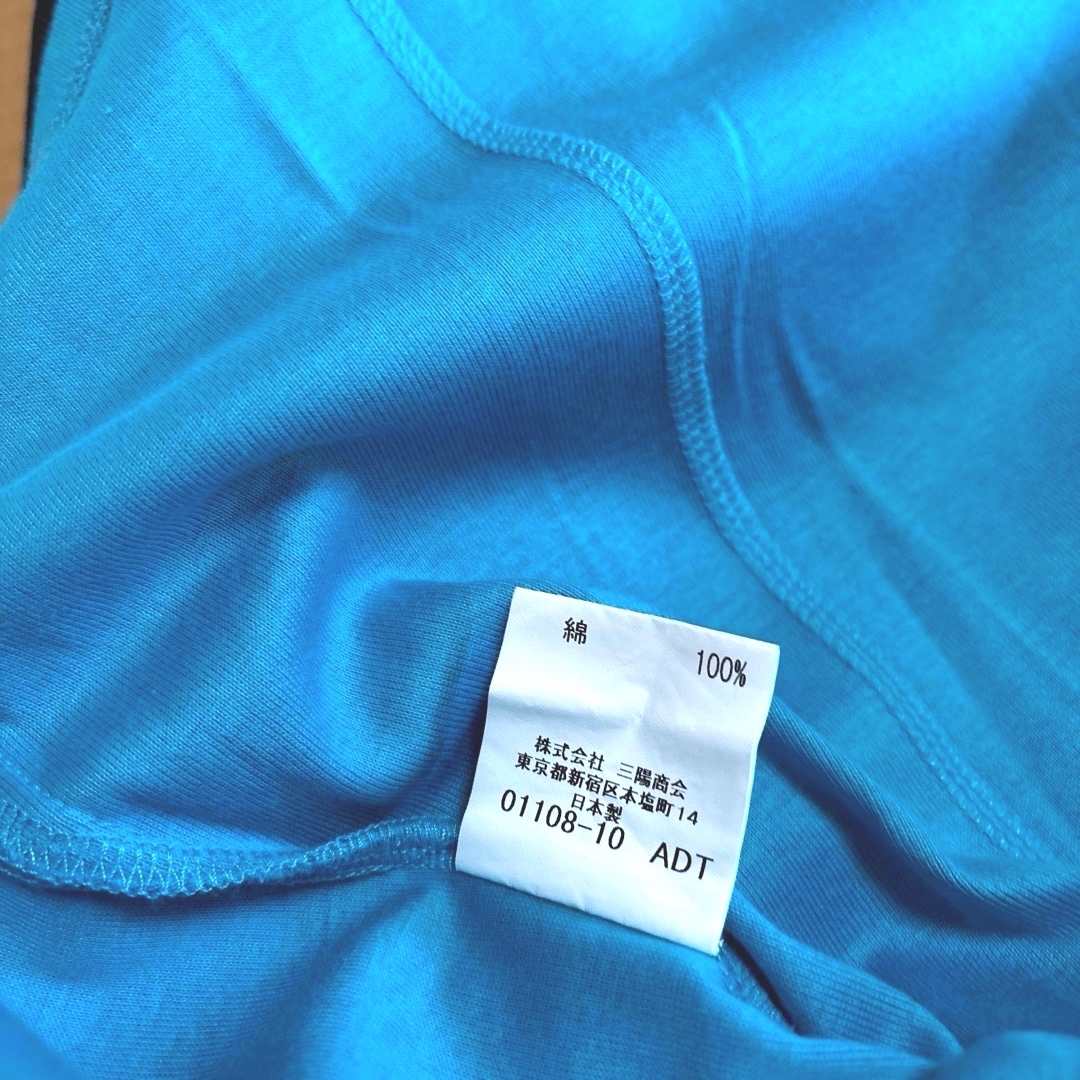 綿
100%
株式会社 三陽商会
東京都新宿区本塩町14
日本製
01108-10 ADT